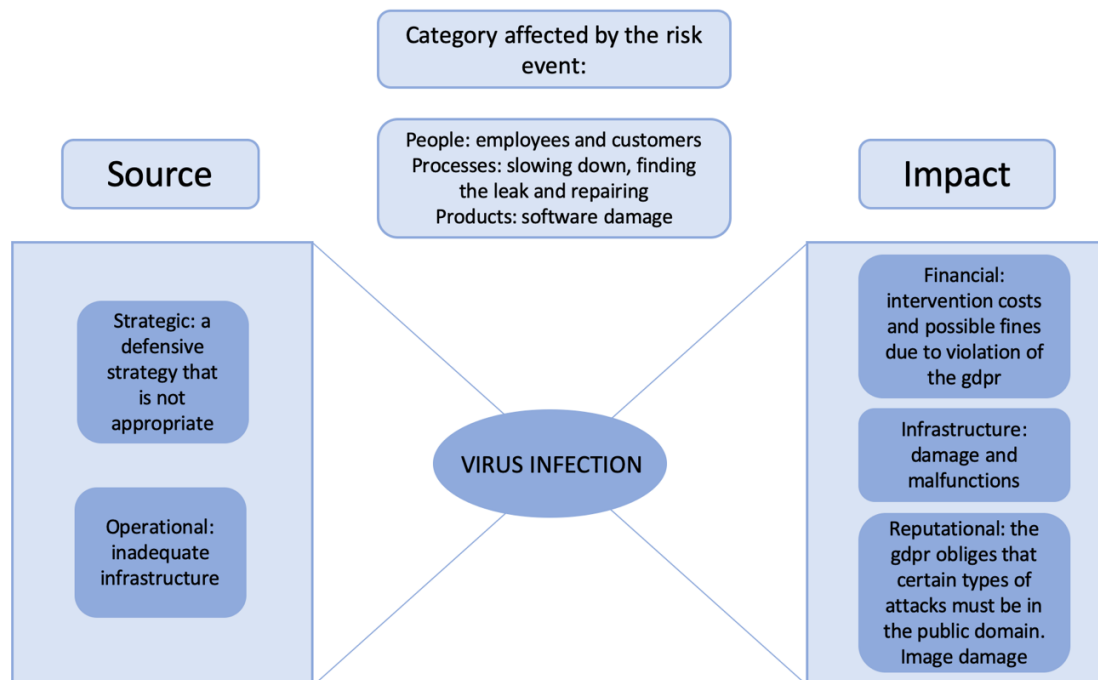 Category affected by the risk
event:
People: employees and customers
Processes: slowing down, finding
the leak and repairing
Products: software damage
Source
Impact
Strategic: a
defensive
strategy that
is not
appropriate
Operational:
inadequate
infrastructure
VIRUS INFECTION
Financial:
intervention costs
and possible fines
due to violation of
the gdpr
Infrastructure:
damage and
malfunctions
Reputational: the
gdpr obliges that
certain types of
attacks must be in
the public domain.
Image damage